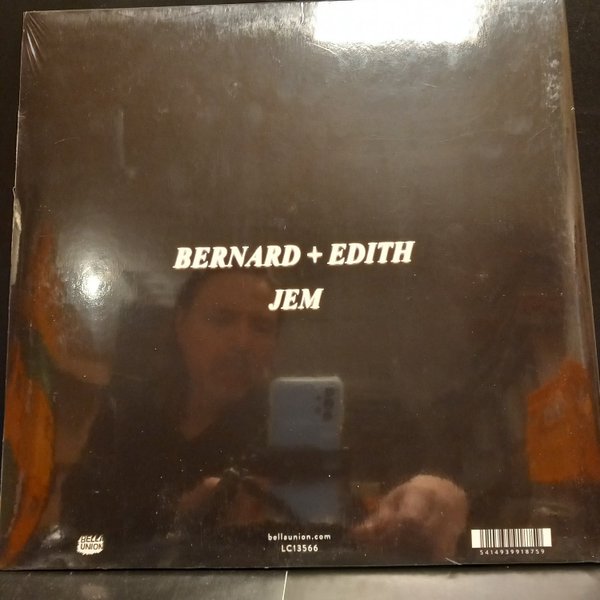 BERNARD + EDITH
JEM
BELLA
UNION
bellaunion.com
LC13566
5414939918759